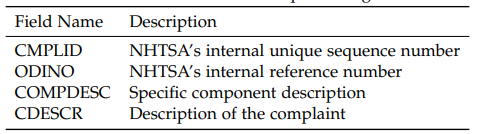 Field Name Description
CMPLID NHTSA's internal unique sequence number
ODINO NHTSA's internal reference number
COMPDESC Specific component description
CDESCR Description of the complaint